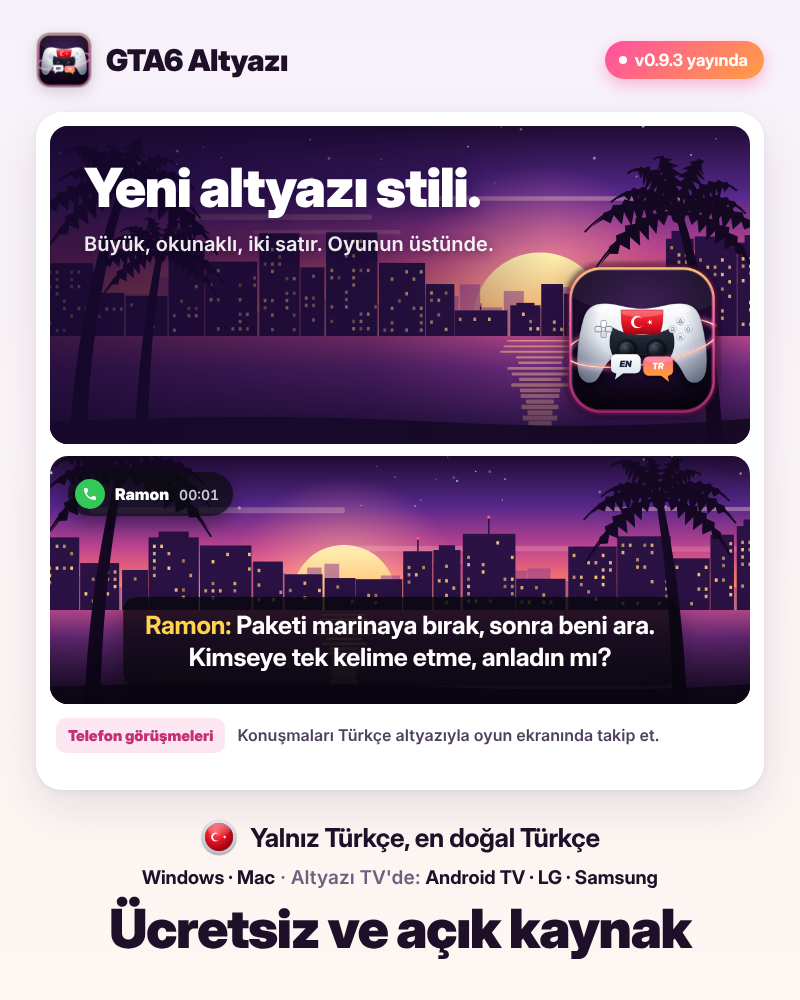 GTA6 Altyazı
v0.9.3 yayında
Yeni altyazı stili.
Büyük, okunaklı, iki satır. Oyunun üstünde.
EN
TR
Ramon 00:01
Ramon: Paketi marinaya bırak, sonra beni ara.
Kimseye tek kelime etme, anladın mı?
Telefon görüşmeleri
Konuşmaları Türkçe altyazıyla oyun ekranında takip et.
Yalnız Türkçe, en doğal Türkçe
Windows · Mac · Altyazı TV'de: Android TV · LG · Samsung
Ücretsiz ve açık kaynak